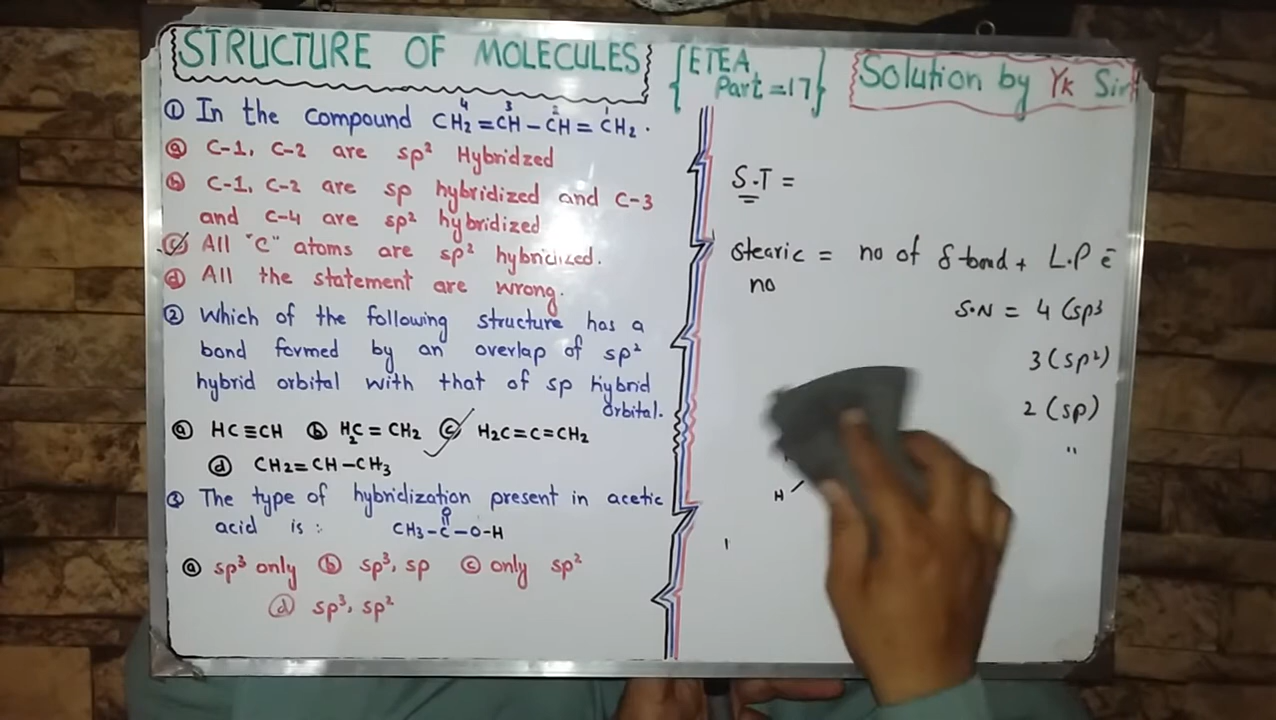 STRUCTURE OF MOLECULES
{ETEA
Part=17}
Solution by Yk Sir
① In the compound C⁴H₂=C³H-C²H=C¹H₂.
ⓐ C-1, C-2 are sp² Hybridzed
ⓑ C-1, C-2 are sp hybridized and C-3
and C-4 are sp² hybridized
ⓒ All "C" atoms are sp² hybridized.
ⓓ All the statement are wrong.
② Which of the following structure has a
bond formed by an overlap of sp²
hybrid orbital with that of sp hybrid
orbital.
ⓐ HC≡CH ⓑ H₂C=CH₂ ⓒ H₂C=C=CH₂
ⓓ CH₂=CH-CH₃
③ The type of hybridization present in acetic
O
acid is: CH₃-C-O-H
ⓐ sp³ only ⓑ sp³, sp ⓒ only sp²
ⓓ sp³, sp²
S.T =
stearic = no of δ-bond + L.P ē
no
S.N = 4 (sp³
3 (sp²)
2 (sp)
"
H